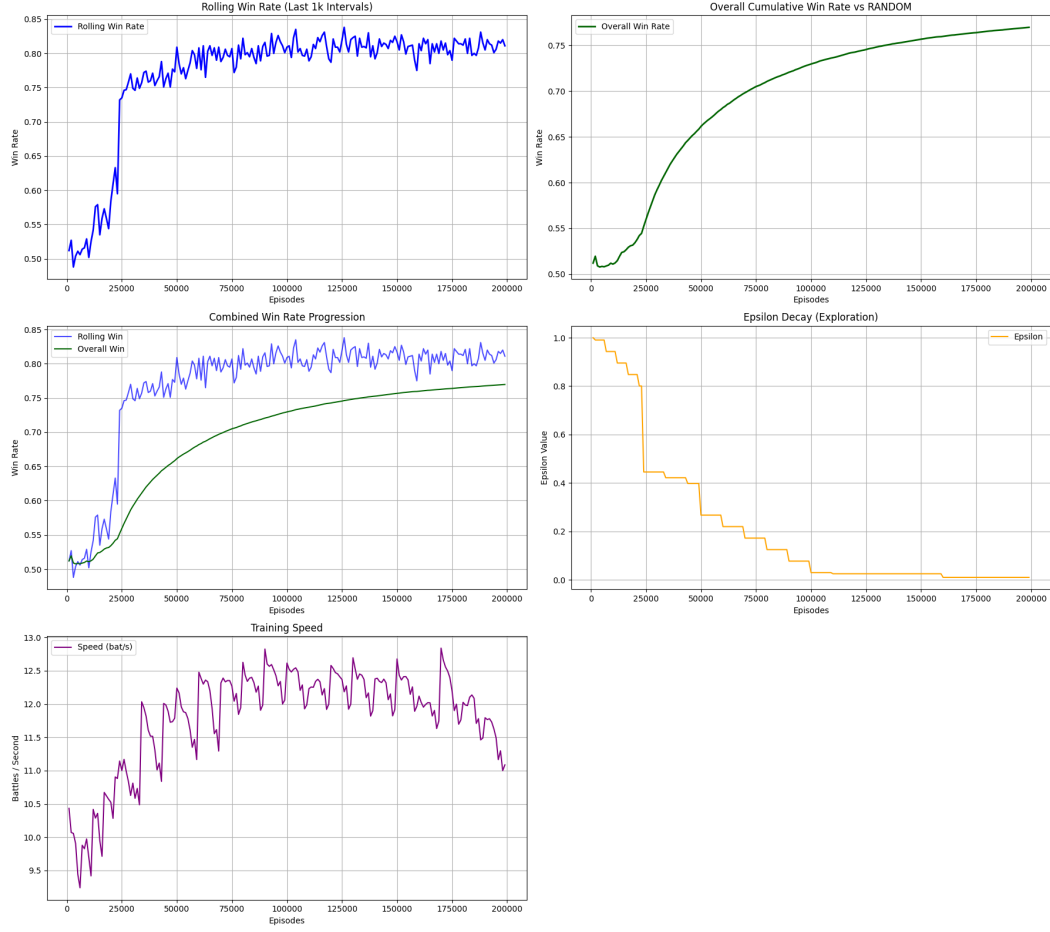 Rolling Win Rate (Last 1k Intervals)
Rolling Win Rate
0.85
0.80
0.75
0.70
0.65
0.60
0.55
0.50
Win Rate
0 25000 50000 75000 100000 125000 150000 175000 200000
Episodes
Overall Cumulative Win Rate vs RANDOM
Overall Win Rate
0.75
0.70
0.65
0.60
0.55
0.50
Win Rate
0 25000 50000 75000 100000 125000 150000 175000 200000
Episodes
Combined Win Rate Progression
Rolling Win
Overall Win
0.85
0.80
0.75
0.70
0.65
0.60
0.55
0.50
Win Rate
0 25000 50000 75000 100000 125000 150000 175000 200000
Episodes
Epsilon Decay (Exploration)
Epsilon
1.0
0.8
0.6
0.4
0.2
0.0
Epsilon Value
0 25000 50000 75000 100000 125000 150000 175000 200000
Episodes
Training Speed
Speed (bat/s)
13.0
12.5
12.0
11.5
11.0
10.5
10.0
9.5
Battles / Second
0 25000 50000 75000 100000 125000 150000 175000 200000
Episodes